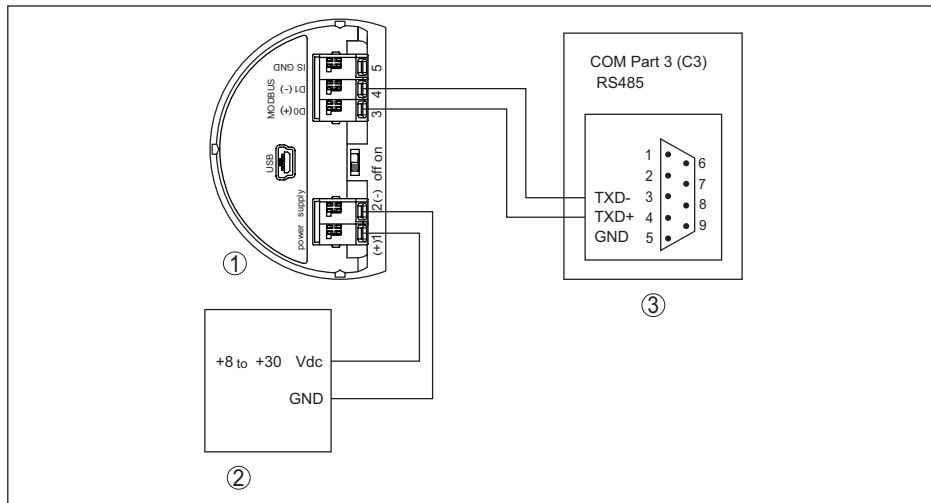 IS GND
MODBUS
D1 (-)
D0 (+)
USB
power supply
5
4
3
off on
2 (-)
(+) 1
1
+8 to +30 Vdc
GND
2
COM Part 3 (C3)
RS485
1
2
TXD- 3
TXD+ 4
GND 5
6
7
8
9
3